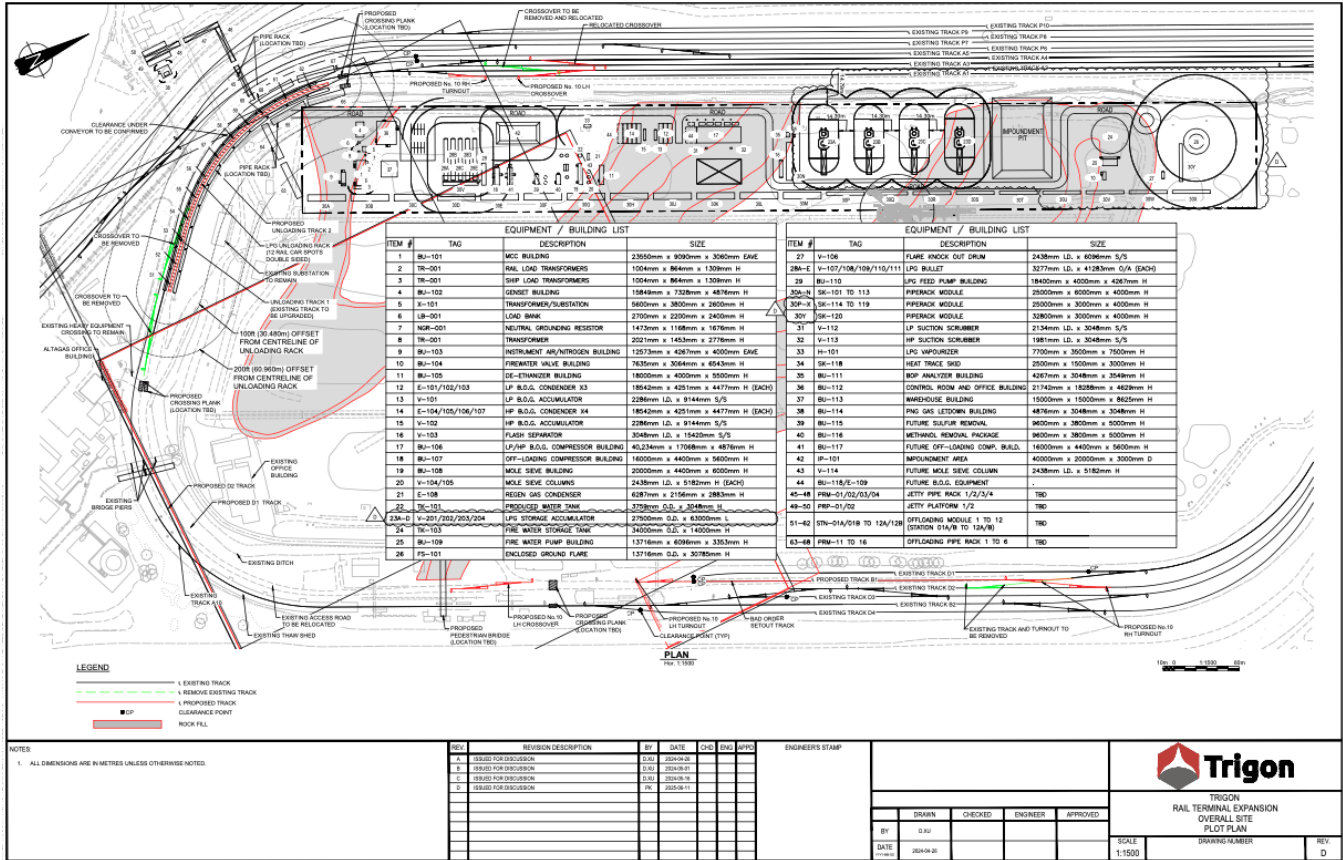 PROPOSED
CROSSING PLANK
(LOCATION TBD)
CROSSOVER TO BE
REMOVED AND RELOCATED
RELOCATED CROSSOVER
EXISTING TRACK P10
EXISTING TRACK P9
EXISTING TRACK P8
EXISTING TRACK P7
EXISTING TRACK P6
EXISTING TRACK A5
EXISTING TRACK A4
EXISTING TRACK A3
EXISTING TRACK A1
PIPE RACK
(LOCATION TBD)
PROPOSED No. 10 RH
TURNOUT
PROPOSED No. 10 LH
CROSSOVER
CLEARANCE UNDER
CONVEYOR TO BE CONFIRMED
PIPE RACK
(LOCATION TBD)
ROAD
ROAD
ROAD
ROAD
14.30m
14.30m
14.30m
IMPOUNDMENT
PIT
PROPOSED
UNLOADING TRACK 2
CROSSOVER TO
BE REMOVED
LPG UNLOADING RACK
(12 RAIL CAR SPOTS
DOUBLE SIDED)
EXISTING SUBSTATION
TO REMAIN
CROSSOVER TO
BE REMOVED
UNLOADING TRACK 1
(EXISTING TRACK TO
BE UPGRADED)
EXISTING HEAVY EQUIPMENT
CROSSING TO REMAIN
ALTAGAS OFFICE
BUILDING
100ft (30.480m) OFFSET
FROM CENTRELINE OF
UNLOADING RACK
200ft (60.960m) OFFSET
FROM CENTRELINE OF
UNLOADING RACK
PROPOSED
CROSSING PLANK
(LOCATION TBD)
EXISTING
OFFICE
BUILDING
PROPOSED D2 TRACK
PROPOSED D1 TRACK
EXISTING
BRIDGE PIERS
EXISTING DITCH
EXISTING
TRACK A10
EXISTING ACCESS ROAD
TO BE RELOCATED
EXISTING THAW SHED
EQUIPMENT / BUILDING LIST
ITEM # TAG DESCRIPTION SIZE
1 BU-101 MCC BUILDING 23550mm x 9090mm x 3060mm EAVE
2 TR-001 RAIL LOAD TRANSFORMERS 1004mm x 864mm x 1309mm H
3 TR-001 SHIP LOAD TRANSFORMERS 1004mm x 864mm x 1309mm H
4 BU-102 GENSET BUILDING 15849mm x 7328mm x 4876mm H
5 X-101 TRANSFORMER/SUBSTATION 5600mm x 3800mm x 2600mm H
6 LB-001 LOAD BANK 2700mm x 2200mm x 2400mm H
7 NGR-001 NEUTRAL GROUNDING RESISTOR 1473mm x 1168mm x 1676mm H
8 TR-001 TRANSFORMER 2021mm x 1453mm x 2776mm H
9 BU-103 INSTRUMENT AIR/NITROGEN BUILDING 12573mm x 4267mm x 4000mm EAVE
10 BU-104 FIREWATER VALVE BUILDING 7635mm x 3064mm x 6543mm H
11 BU-105 DE-ETHANIZER BUILDING 18000mm x 4000mm x 5500mm H
12 E-101/102/103 LP B.O.G. CONDENSER X3 18542mm x 4251mm x 4477mm H (EACH)
13 V-101 LP B.O.G. ACCUMULATOR 2286mm I.D. x 9144mm S/S
14 E-104/105/106/107 HP B.O.G. CONDENSER X4 18542mm x 4251mm x 4477mm H (EACH)
15 V-102 HP B.O.G. ACCUMULATOR 2286mm I.D. x 9144mm S/S
16 V-103 FLASH SEPARATOR 3048mm I.D. x 15420mm S/S
17 BU-106 LP/HP B.O.G. COMPRESSOR BUILDING 40,234mm x 17068mm x 4876mm H
18 BU-107 OFF-LOADING COMPRESSOR BUILDING 16000mm x 4400mm x 5600mm H
19 BU-108 MOLE SIEVE BUILDING 20000mm x 4400mm x 6000mm H
20 V-104/105 MOLE SIEVE COLUMNS 2438mm I.D. x 5182mm H (EACH)
21 E-108 REGEN GAS CONDENSER 6287mm x 2156mm x 2883mm H
22 TK-101 PRODUCED WATER TANK 3759mm O.D. x 3048mm H
23A-D V-201/202/203/204 LPG STORAGE ACCUMULATOR 27500mm O.D. x 63000mm L
24 TK-103 FIRE WATER STORAGE TANK 34000mm O.D. x 14000mm H
25 BU-109 FIRE WATER PUMP BUILDING 13716mm x 6096mm x 3353mm H
26 FS-101 ENCLOSED GROUND FLARE 13716mm O.D. x 30785mm H
EQUIPMENT / BUILDING LIST
ITEM # TAG DESCRIPTION SIZE
27 V-106 FLARE KNOCK OUT DRUM 2438mm I.D. x 6096mm S/S
28A-E V-107/108/109/110/111 LPG BULLET 3277mm I.D. x 41283mm O/A (EACH)
29 BU-110 LPG FEED PUMP BUILDING 18400mm x 4000mm x 4267mm H
30A-N SK-101 TO 113 PIPERACK MODULE 25000mm x 6000mm x 4000mm H
30P-X SK-114 TO 119 PIPERACK MODULE 25000mm x 3000mm x 4000mm H
30Y SK-120 PIPERACK MODULE 32800mm x 3000mm x 4000mm H
31 V-112 LP SUCTION SCRUBBER 2134mm I.D. x 3048mm S/S
32 V-113 HP SUCTION SCRUBBER 1981mm I.D. x 3048mm S/S
33 H-101 LPG VAPOURIZER 7700mm x 3500mm x 7500mm H
34 SK-118 HEAT TRACE SKID 2500mm x 1500mm x 3000mm H
35 BU-111 BOP ANALYZER BUILDING 4267mm x 3048mm x 3549mm H
36 BU-112 CONTROL ROOM AND OFFICE BUILDING 21742mm x 18288mm x 4629mm H
37 BU-113 WAREHOUSE BUILDING 15000mm x 15000mm x 8625mm H
38 BU-114 PNG GAS LETDOWN BUILDING 4876mm x 3048mm x 3048mm H
39 BU-115 FUTURE SULFUR REMOVAL 9600mm x 3800mm x 5000mm H
40 BU-116 METHANOL REMOVAL PACKAGE 9600mm x 3800mm x 5000mm H
41 BU-117 FUTURE OFF-LOADING COMP. BUILD. 16000mm x 4400mm x 5600mm H
42 IP-101 IMPOUNDMENT AREA 40000mm x 20000mm x 3000mm D
43 V-114 FUTURE MOLE SIEVE COLUMN 2438mm I.D. x 5182mm H
44 BU-118/E-109 FUTURE B.O.G. EQUIPMENT .
45-48 PRM-01/02/03/04 JETTY PIPE RACK 1/2/3/4 TBD
49-50 PRP-01/02 JETTY PLATFORM 1/2 TBD
51-62 STN-01A/01B TO 12A/12B OFFLOADING MODULE 1 TO 12 (STATION 01A/B TO 12A/B) TBD
63-68 PRM-11 TO 16 OFFLOADING PIPE RACK 1 TO 6 TBD
EXISTING TRACK D1
PROPOSED TRACK B1
EXISTING TRACK D2
EXISTING TRACK D3
EXISTING TRACK B2
EXISTING TRACK D4
PROPOSED
PEDESTRIAN BRIDGE
(LOCATION TBD)
PROPOSED No.10
LH CROSSOVER
PROPOSED
CROSSING PLANK
(LOCATION TBD)
PROPOSED No.10
LH TURNOUT
CLEARANCE POINT (TYP)
BAD ORDER
SETOUT TRACK
EXISTING TRACK AND TURNOUT TO
BE REMOVED
PROPOSED No.10
RH TURNOUT
PLAN
Hor. 1:1500
10m 0 1:1500 60m
LEGEND
EXISTING TRACK
REMOVE EXISTING TRACK
PROPOSED TRACK
CP CLEARANCE POINT
ROCK FILL
NOTES:
1. ALL DIMENSIONS ARE IN METRES UNLESS OTHERWISE NOTED.
REV. REVISION DESCRIPTION BY DATE CHD ENG APPD
A ISSUED FOR DISCUSSION D.XU 2024-04-26
B ISSUED FOR DISCUSSION D.XU
C ISSUED FOR DISCUSSION D.XU
D ISSUED FOR DISCUSSION PK 2025-06-11
ENGINEER'S STAMP
DRAWN CHECKED ENGINEER APPROVED
BY D.XU
DATE 2024-04-26
Trigon
TRIGON
RAIL TERMINAL EXPANSION
OVERALL SITE
PLOT PLAN
SCALE DRAWING NUMBER REV.
1:1500 D